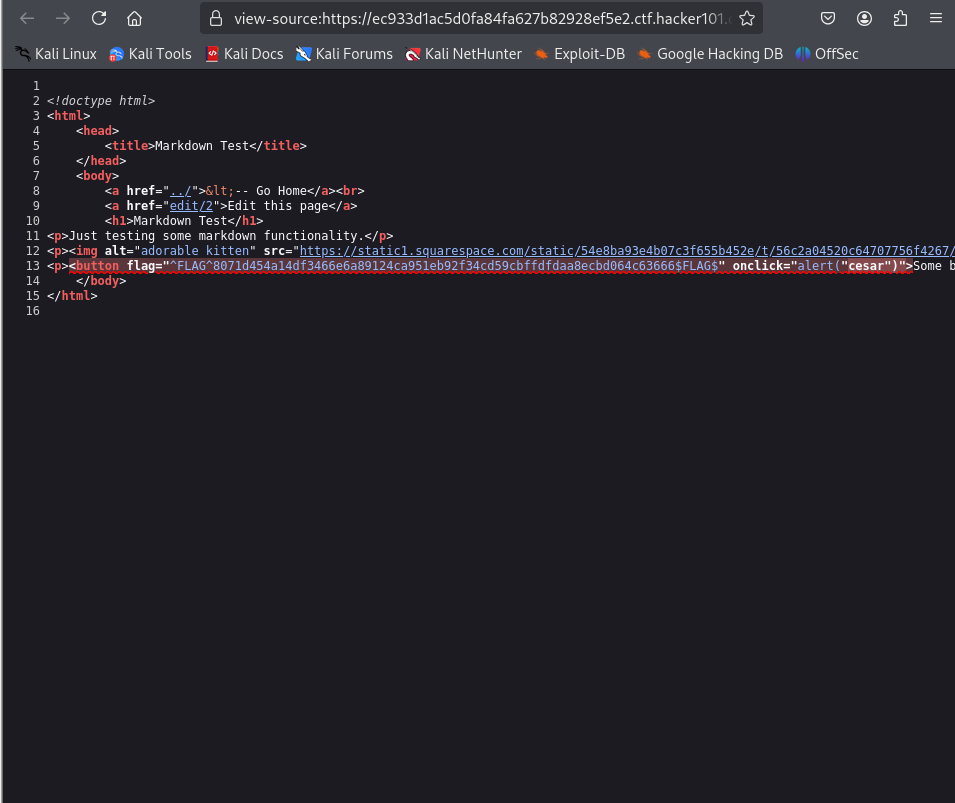 view-source:https://ec933d1ac5d0fa84fa627b82928ef5e2.ctf.hacker101.c
Kali Linux Kali Tools Kali Docs Kali Forums Kali NetHunter Exploit-DB Google Hacking DB OffSec
1
2 <!doctype html>
3 <html>
4 <head>
5 <title>Markdown Test</title>
6 </head>
7 <body>
8 <a href="../">&lt;-- Go Home</a><br>
9 <a href="edit/2">Edit this page</a>
10 <h1>Markdown Test</h1>
11 <p>Just testing some markdown functionality.</p>
12 <p><img alt="adorable kitten" src="https://static1.squarespace.com/static/54e8ba93e4b07c3f655b452e/t/56c2a04520c64707756f4267/
13 <p><button flag="^FLAG^8071d454a14df3466e6a89124ca951eb92f34cd59cbffdfdaa8ecbd064c63666$FLAG$" onclick="alert("cesar")">Some b
14 </body>
15 </html>
16